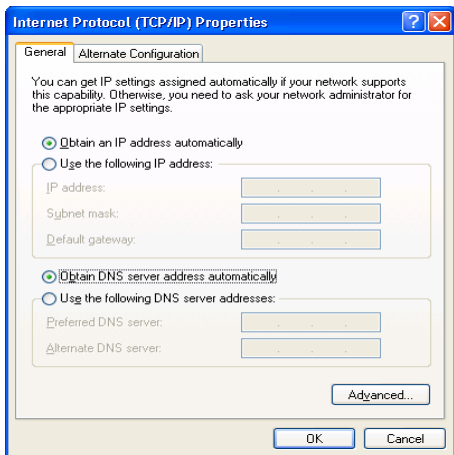 Internet Protocol (TCP/IP) Properties
General
Alternate Configuration
You can get IP settings assigned automatically if your network supports
this capability. Otherwise, you need to ask your network administrator for
the appropriate IP settings.
Obtain an IP address automatically
Use the following IP address:
IP address:
Subnet mask:
Default gateway:
Obtain DNS server address automatically
Use the following DNS server addresses:
Preferred DNS server:
Alternate DNS server:
Advanced...
OK
Cancel